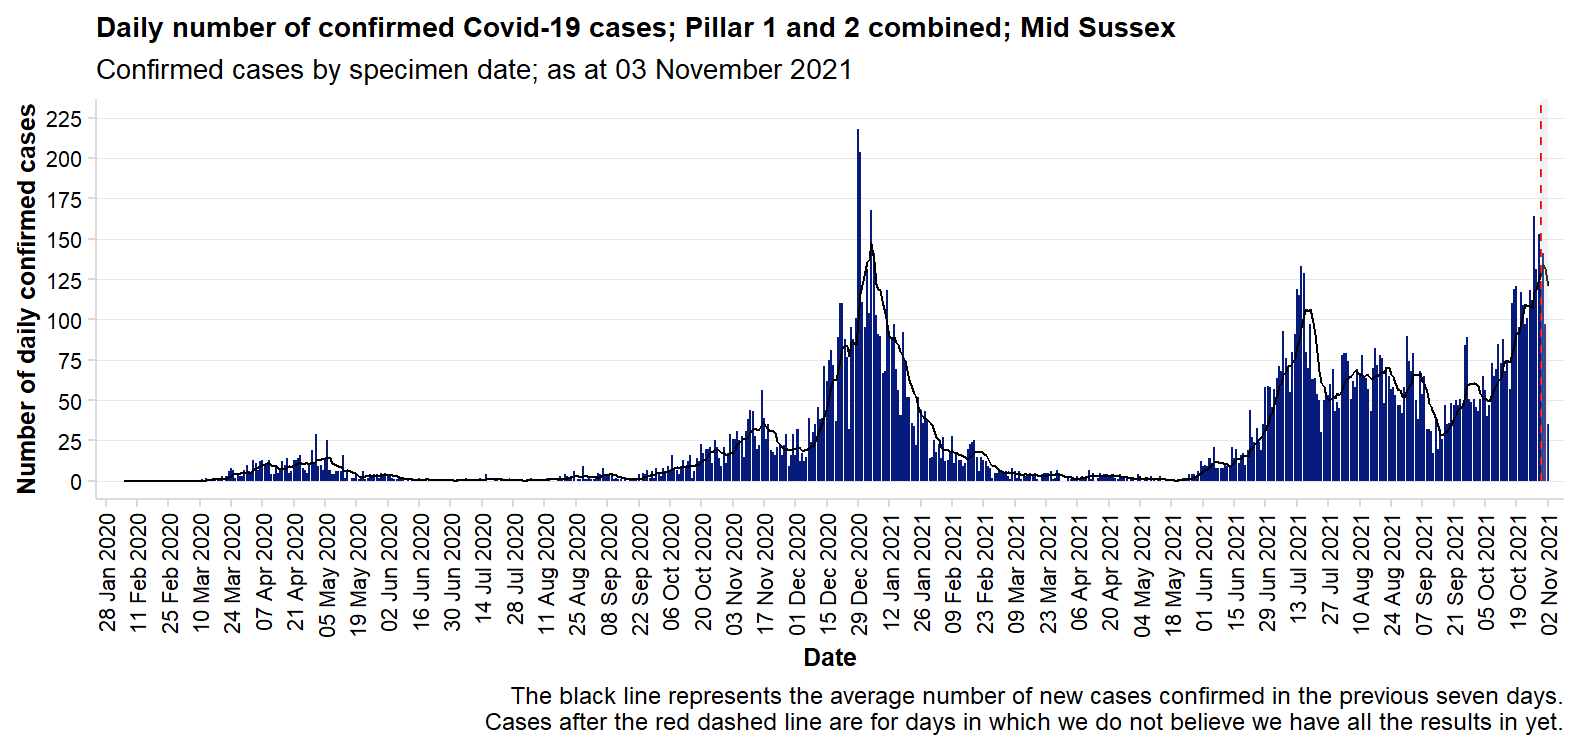 Daily number of confirmed Covid-19 cases; Pillar 1 and 2 combined; Mid Sussex
Confirmed cases by specimen date; as at 03 November 2021
Number of daily confirmed cases
225
200
175
150
125
100
75
50
25
0
28 Jan 2020
11 Feb 2020
25 Feb 2020
10 Mar 2020
24 Mar 2020
07 Apr 2020
21 Apr 2020
05 May 2020
19 May 2020
02 Jun 2020
16 Jun 2020
30 Jun 2020
14 Jul 2020
28 Jul 2020
11 Aug 2020
25 Aug 2020
08 Sep 2020
22 Sep 2020
06 Oct 2020
20 Oct 2020
03 Nov 2020
17 Nov 2020
01 Dec 2020
15 Dec 2020
29 Dec 2020
12 Jan 2021
26 Jan 2021
09 Feb 2021
23 Feb 2021
09 Mar 2021
23 Mar 2021
06 Apr 2021
20 Apr 2021
04 May 2021
18 May 2021
01 Jun 2021
15 Jun 2021
29 Jun 2021
13 Jul 2021
27 Jul 2021
10 Aug 2021
24 Aug 2021
07 Sep 2021
21 Sep 2021
05 Oct 2021
19 Oct 2021
02 Nov 2021
Date
The black line represents the average number of new cases confirmed in the previous seven days.
Cases after the red dashed line are for days in which we do not believe we have all the results in yet.